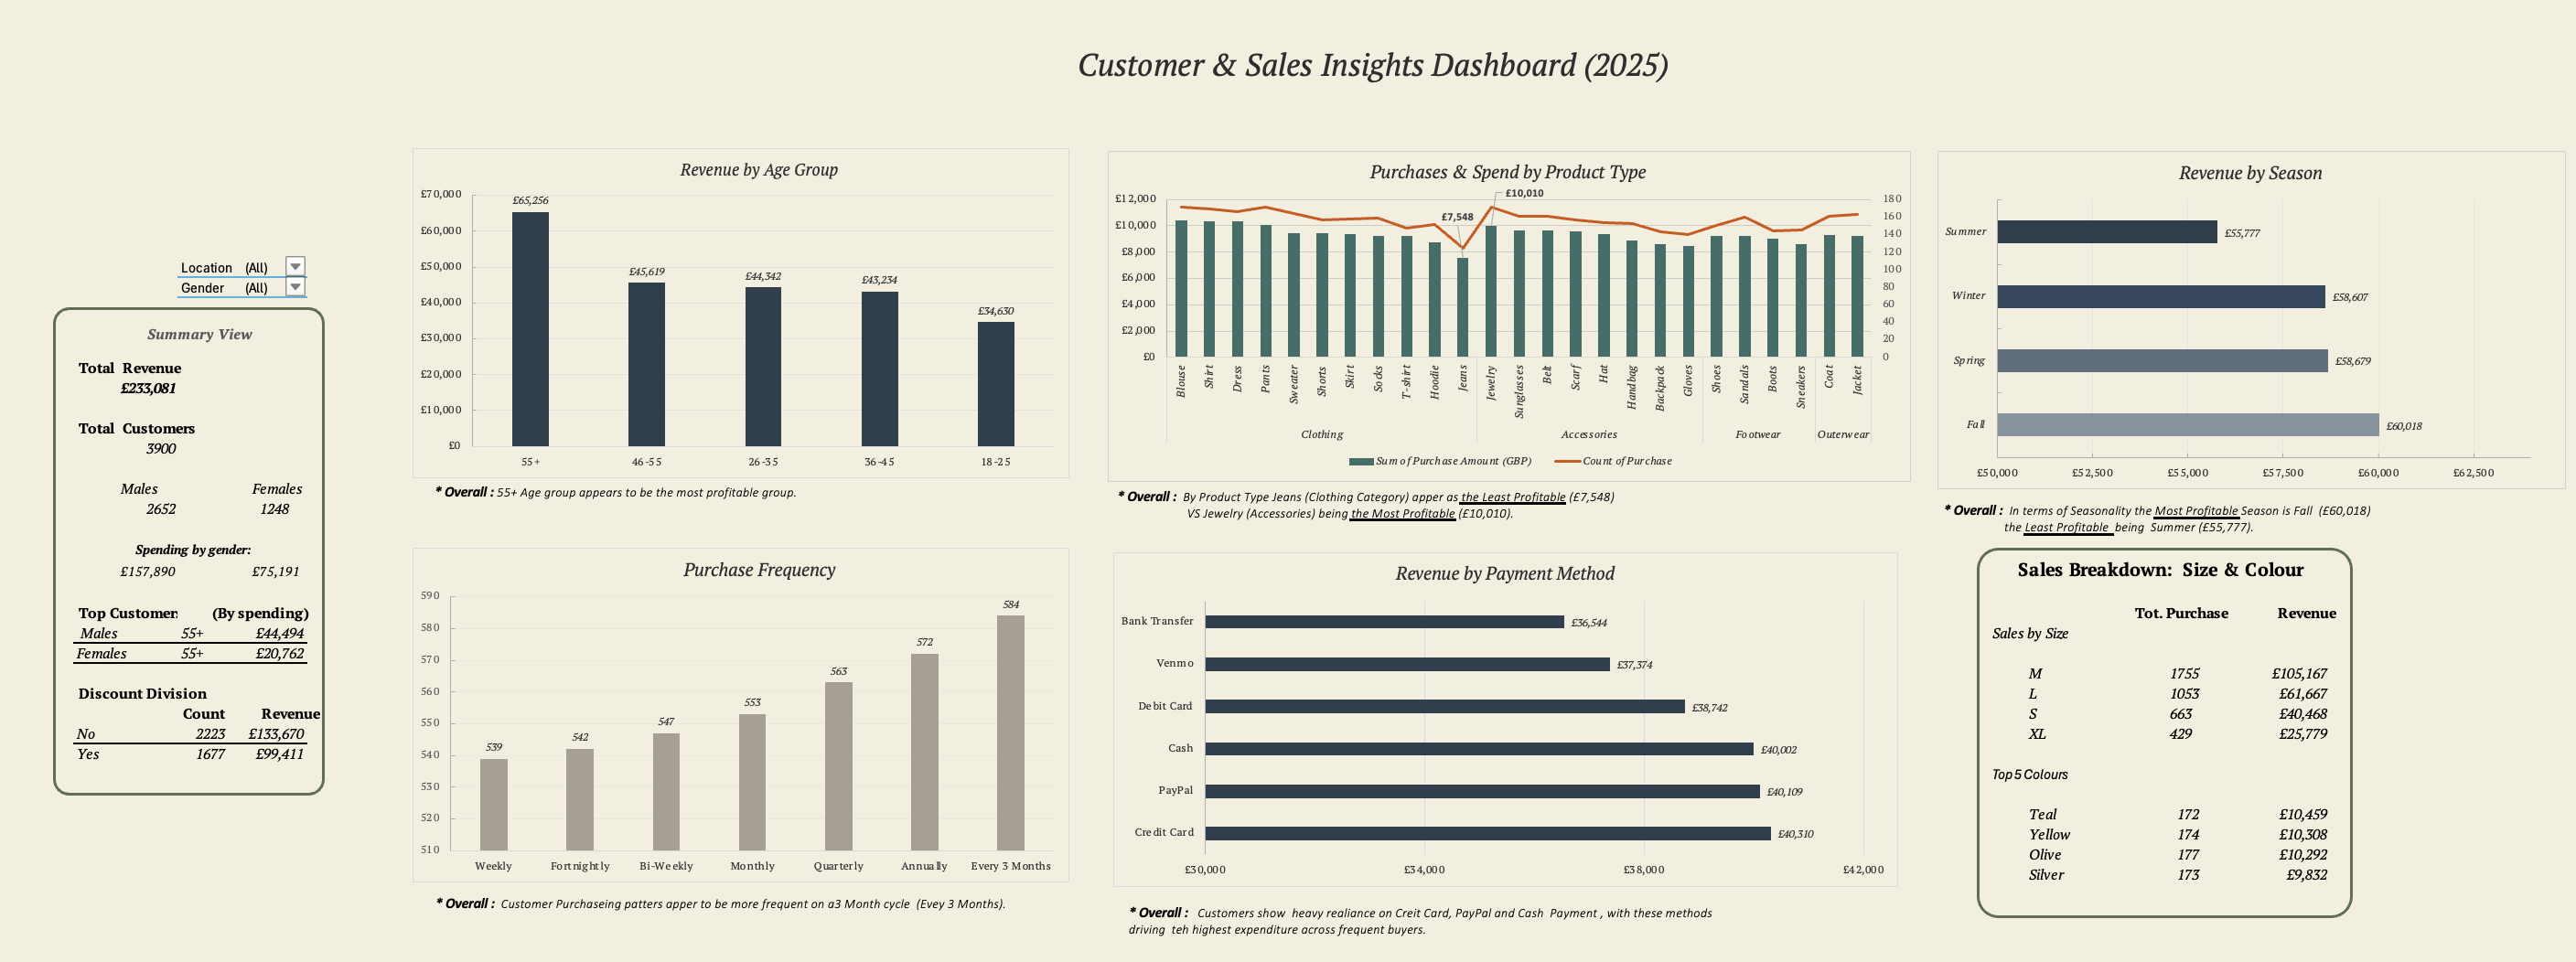 Customer & Sales Insights Dashboard (2025)
Location (All)
Gender (All)
Summary View
Total Revenue
£233,081
Total Customers
3900
Males Females
2652 1248
Spending by gender:
£157,890 £75,191
Top Customer (By spending)
Males 55+ £44,494
Females 55+ £20,762
Discount Division
Count Revenue
No 2223 £133,670
Yes 1677 £99,411
Revenue by Age Group
£70,000
£60,000
£50,000
£40,000
£30,000
£20,000
£10,000
£0
£65,256
£45,619
£44,342
£43,234
£34,630
55+ 46-55 26-35 36-45 18-25
* Overall : 55+ Age group appears to be the most profitable group.
Purchases & Spend by Product Type
£12,000
£10,000
£8,000
£6,000
£4,000
£2,000
£0
£7,548
£10,010
180
160
140
120
100
80
60
40
20
0
Blouse
Shirt
Dress
Pants
Sweater
Shorts
Skirt
Socks
T-shirt
Hoodie
Jeans
Jewelry
Sunglasses
Belt
Scarf
Hat
Handbag
Backpack
Gloves
Shoes
Sandals
Boots
Sneakers
Coat
Jacket
Clothing Accessories Footwear Outerwear
Sum of Purchase Amount (GBP) Count of Purchase
* Overall : By Product Type Jeans (Clothing Category) apper as the Least Profitable (£7,548)
VS Jewelry (Accessories) being the Most Profitable (£10,010).
Revenue by Season
Summer £55,777
Winter £58,607
Spring £58,679
Fall £60,018
£50,000 £52,500 £55,000 £57,500 £60,000 £62,500
* Overall : In terms of Seasonality the Most Profitable Season is Fall (£60,018)
the Least Profitable being Summer (£55,777).
Purchase Frequency
590
580
570
560
550
540
530
520
510
539
542
547
553
563
572
584
Weekly Fortnightly Bi-Weekly Monthly Quarterly Annually Every 3 Months
* Overall : Customer Purchaseing patters apper to be more frequent on a3 Month cycle (Evey 3 Months).
Revenue by Payment Method
Bank Transfer £36,544
Venmo £37,374
Debit Card £38,742
Cash £40,002
PayPal £40,109
Credit Card £40,310
£30,000 £34,000 £38,000 £42,000
* Overall : Customers show heavy realiance on Creit Card, PayPal and Cash Payment , with these methods
driving teh highest expenditure across frequent buyers.
Sales Breakdown: Size & Colour
Tot. Purchase Revenue
Sales by Size
M 1755 £105,167
L 1053 £61,667
S 663 £40,468
XL 429 £25,779
Top 5 Colours
Teal 172 £10,459
Yellow 174 £10,308
Olive 177 £10,292
Silver 173 £9,832